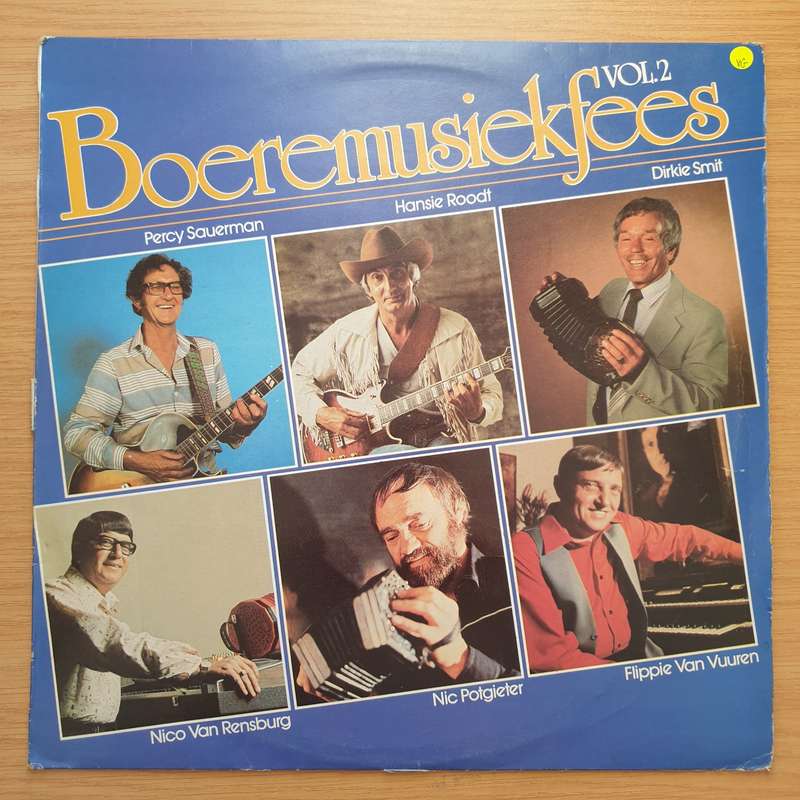 VOL.2
Boeremusiekfees
Percy Sauerman
Hansie Roodt
Dirkie Smit
Nico Van Rensburg
Nic Potgieter
Flippie Van Vuuren